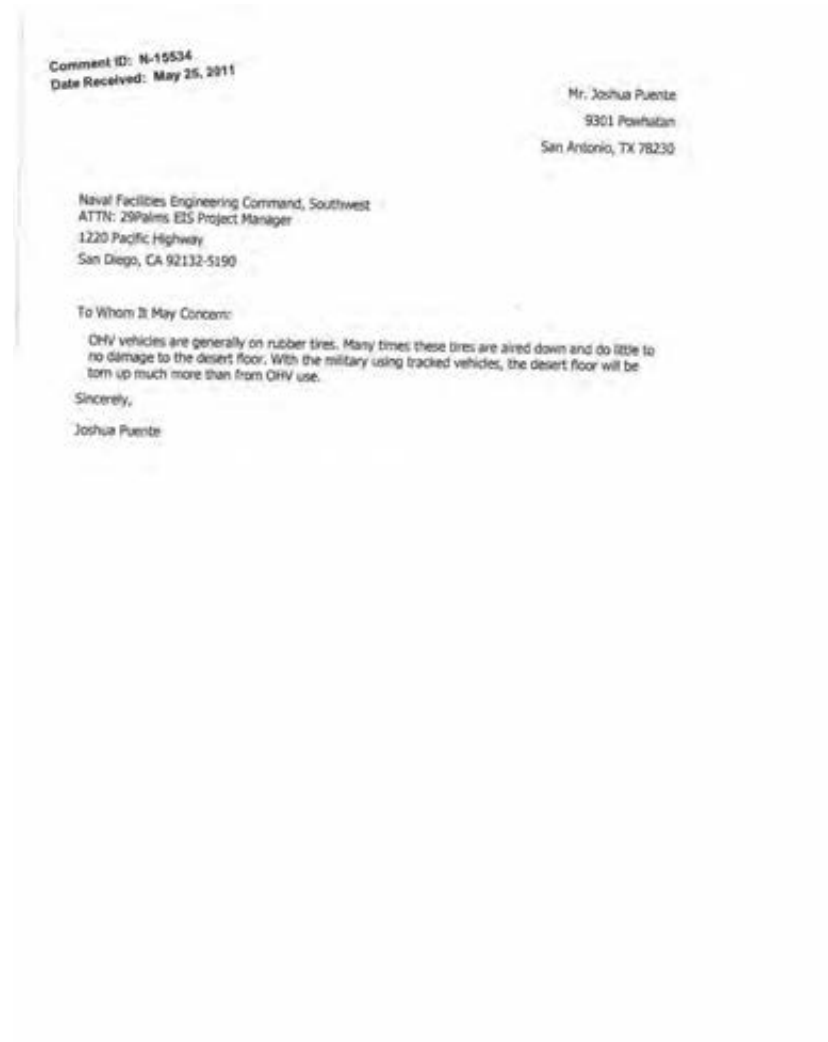 Comment ID: N-15534
Date Received: May 25, 2011
Mr. Joshua Puente
9301 Powhatan
San Antonio, TX 78230
Naval Facilities Engineering Command, Southwest
ATTN: 29Palms EIS Project Manager
1220 Pacific Highway
San Diego, CA 92132-5190
To Whom It May Concern:
OHV vehicles are generally on rubber tires. Many times these tires are aired down and do little to
no damage to the desert floor. With the military using tracked vehicles, the desert floor will be
torn up much more than from OHV use.
Sincerely,
Joshua Puente